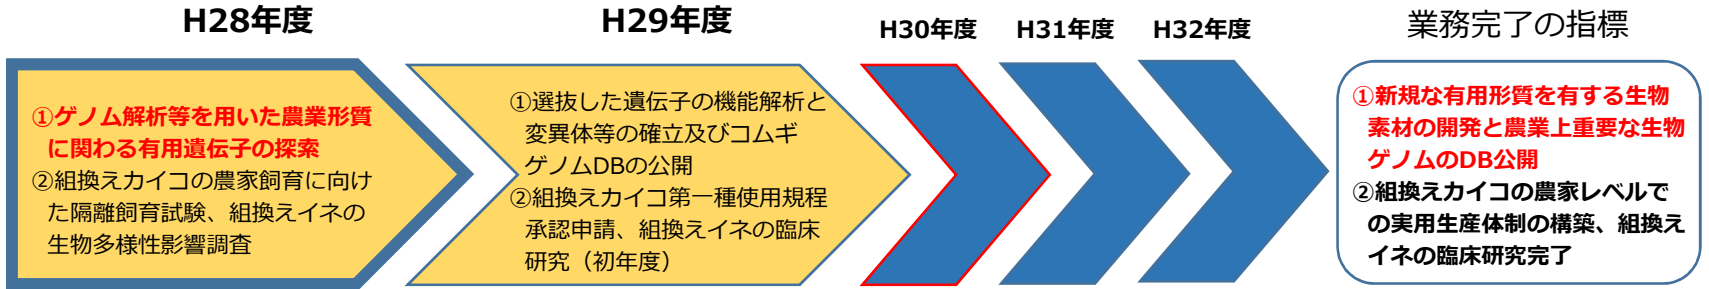 H28年度
H29年度
H30年度
H31年度
H32年度
業務完了の指標
①ゲノム解析等を用いた農業形質
に関わる有用遺伝子の探索
②組換えカイコの農家飼育に向け
た隔離飼育試験、組換えイネの
生物多様性影響調査
①選抜した遺伝子の機能解析と
変異体等の確立及びコムギ
ゲノムDBの公開
②組換えカイコ第一種使用規程
承認申請、組換えイネの臨床
研究（初年度）
①新規な有用形質を有する生物
素材の開発と農業上重要な生物
ゲノムのDB公開
②組換えカイコの農家レベルで
の実用生産体制の構築、組換え
イネの臨床研究完了